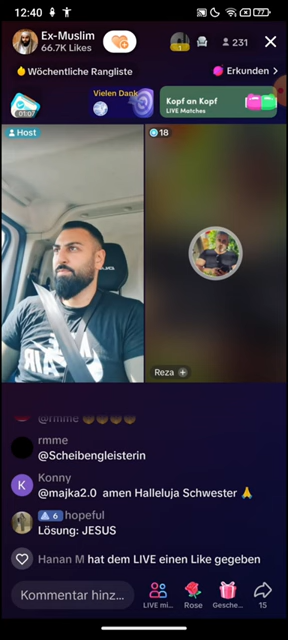 12:40
77
Ex-Muslim
66.7K Likes
1
231
Wöchentliche Rangliste
Erkunden >
01:07
Vielen Dank
Kopf an Kopf
LIVE Matches
Host
18
Reza +
@rmme
rmme
@Scheibengleisterin
K
Konny
@majka2.0 amen Halleluja Schwester 🙏
6 hopeful
Lösung: JESUS
Hanan M hat dem LIVE einen Like gegeben
Kommentar hinz...
LIVE mi...
Rose
Gesche...
15